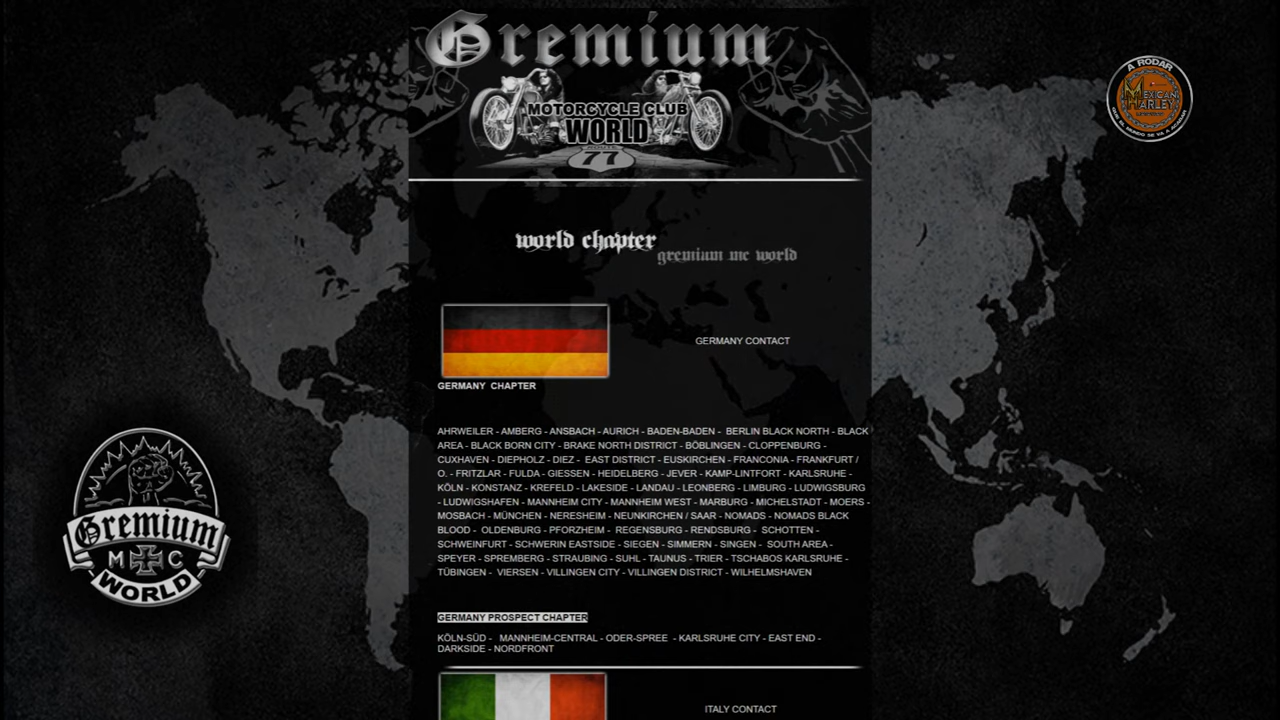 Gremium
MOTORCYCLE CLUB
WORLD
77
A RODAR
MEXICAN
HARLEY
QUE EL MUNDO SE VA A ACABAR
world chapter
gremium mc world
GERMANY CONTACT
GERMANY CHAPTER
AHRWEILER - AMBERG - ANSBACH - AURICH - BADEN-BADEN - BERLIN BLACK NORTH - BLACK
AREA - BLACK BORN CITY - BRAKE NORTH DISTRICT - BÖBLINGEN - CLOPPENBURG -
CUXHAVEN - DIEPHOLZ - DIEZ - EAST DISTRICT - EUSKIRCHEN - FRANCONIA - FRANKFURT /
O. - FRITZLAR - FULDA - GIESSEN - HEIDELBERG - JEVER - KAMP-LINTFORT - KARLSRUHE -
KÖLN - KONSTANZ - KREFELD - LAKESIDE - LANDAU - LEONBERG - LIMBURG - LUDWIGSBURG
- LUDWIGSHAFEN - MANNHEIM CITY - MANNHEIM WEST - MARBURG - MICHELSTADT - MOERS -
MOSBACH - MÜNCHEN - NERESHEIM - NEUNKIRCHEN / SAAR - NOMADS - NOMADS BLACK
BLOOD - OLDENBURG - PFORZHEIM - REGENSBURG - RENDSBURG - SCHOTTEN -
SCHWEINFURT - SCHWERIN EASTSIDE - SIEGEN - SIMMERN - SINGEN - SOUTH AREA -
SPEYER - SPREMBERG - STRAUBING - SUHL - TAUNUS - TRIER - TSCHABOS KARLSRUHE -
TÜBINGEN - VIERSEN - VILLINGEN CITY - VILLINGEN DISTRICT - WILHELMSHAVEN
GERMANY PROSPECT CHAPTER
KÖLN-SÜD - MANNHEIM-CENTRAL - ODER-SPREE - KARLSRUHE CITY - EAST END -
DARKSIDE - NORDFRONT
Gremium
M C
WORLD
ITALY CONTACT